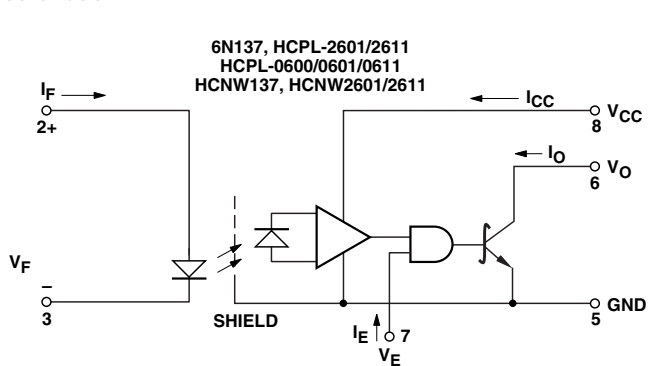 6N137, HCPL-2601/2611
HCPL-0600/0601/0611
HCNW137, HCNW2601/2611
IF
2+
ICC
VCC
8
IO
VO
6
VF
–
3
SHIELD
IE
7
VE
GND
5